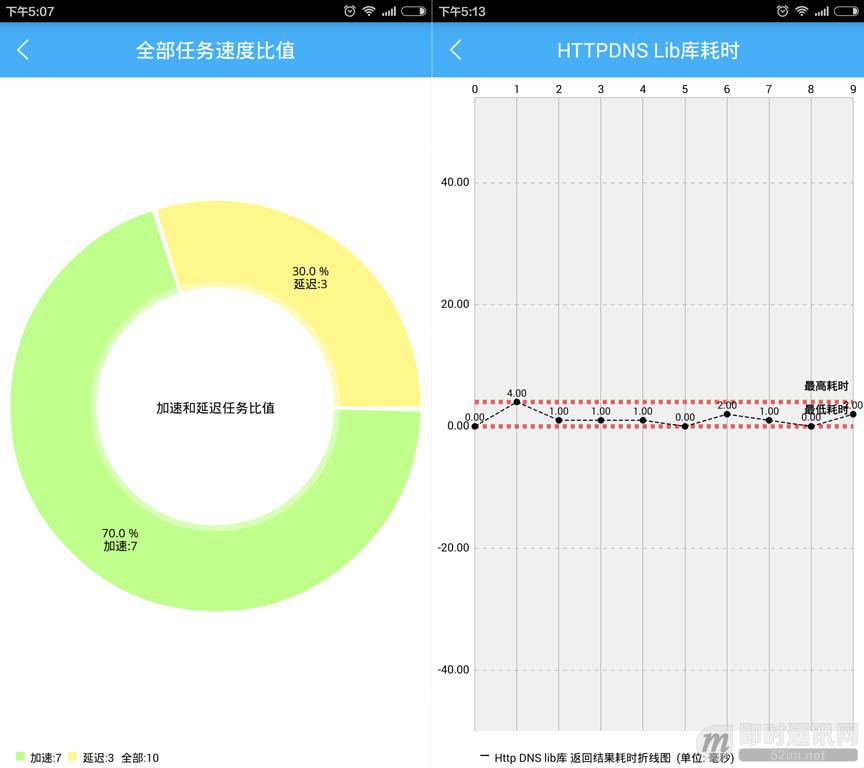 下午5:07
全部任务速度比值
30.0 %
延迟:3
加速和延迟任务比值
70.0 %
加速:7
加速:7 延迟:3 全部:10
下午5:13
HTTPDNS Lib库耗时
0 1 2 3 4 5 6 7 8 9
40.00
20.00
最高耗时
4.00
最低耗时
0.00 1.00 1.00 1.00 0.00 2.00 1.00 0.00
0.00
-20.00
-40.00
Http DNS lib库 返回结果耗时折线图 (单位: 毫秒)
m 即时通讯网
52im.net